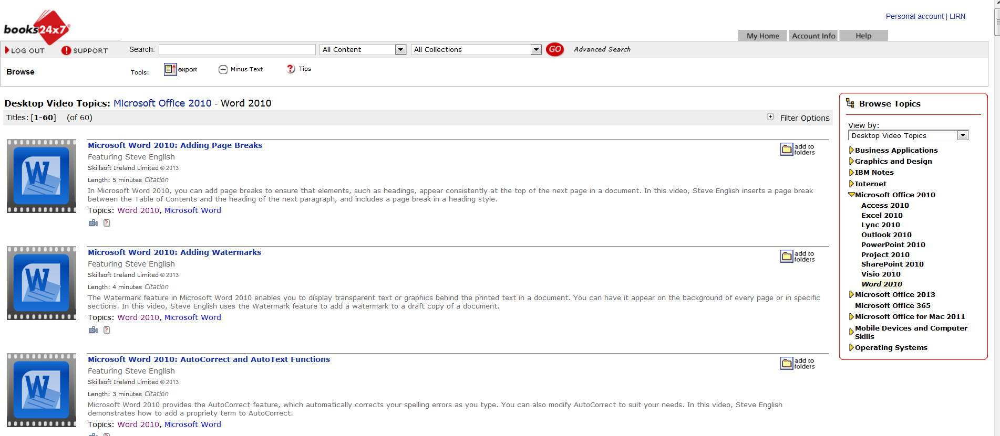 books24x7®
Personal account | LIRN
My Home Account Info Help
LOG OUT SUPPORT Search: All Content All Collections GO Advanced Search
Browse Tools: export Minus Text Tips
Desktop Video Topics: Microsoft Office 2010 - Word 2010
Titles: [1-60] (of 60) Filter Options
Microsoft Word 2010: Adding Page Breaks
add to folders
Featuring Steve English
Skillsoft Ireland Limited © 2013
Length: 5 minutes Citation
In Microsoft Word 2010, you can add page breaks to ensure that elements, such as headings, appear consistently at the top of the next page in a document. In this video, Steve English inserts a page break
between the Table of Contents and the heading of the next paragraph, and includes a page break in a heading style.
Topics: Word 2010, Microsoft Word
Microsoft Word 2010: Adding Watermarks
add to folders
Featuring Steve English
Skillsoft Ireland Limited © 2013
Length: 4 minutes Citation
The Watermark feature in Microsoft Word 2010 enables you to display transparent text or graphics behind the printed text in a document. You can have it appear on the background of every page or in specific
sections. In this video, Steve English uses the Watermark feature to add a watermark to a draft copy of a document.
Topics: Word 2010, Microsoft Word
Microsoft Word 2010: AutoCorrect and AutoText Functions
add to folders
Featuring Steve English
Skillsoft Ireland Limited © 2013
Length: 3 minutes Citation
Microsoft Word 2010 provides the AutoCorrect feature, which automatically corrects your spelling errors as you type. You can also modify AutoCorrect to suit your needs. In this video, Steve English
demonstrates how to add a propriety term to AutoCorrect.
Topics: Word 2010, Microsoft Word
Browse Topics
View by:
Desktop Video Topics
Business Applications
Graphics and Design
IBM Notes
Internet
Microsoft Office 2010
Access 2010
Excel 2010
Lync 2010
Outlook 2010
PowerPoint 2010
Project 2010
SharePoint 2010
Visio 2010
Word 2010
Microsoft Office 2013
Microsoft Office 365
Microsoft Office for Mac 2011
Mobile Devices and Computer
Skills
Operating Systems